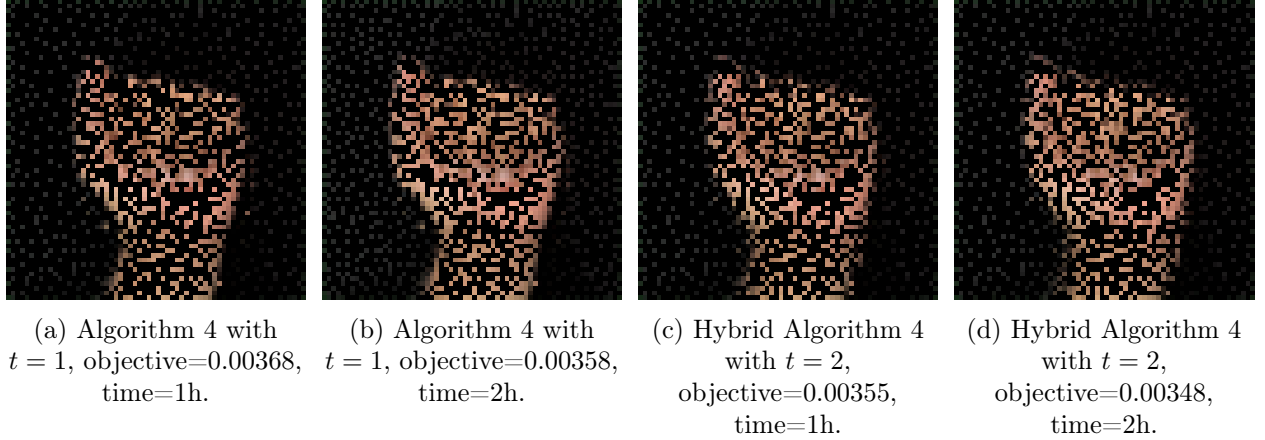 (a) Algorithm 4 with
t = 1, objective=0.00368,
time=1h.
(b) Algorithm 4 with
t = 1, objective=0.00358,
time=2h.
(c) Hybrid Algorithm 4
with t = 2,
objective=0.00355,
time=1h.
(d) Hybrid Algorithm 4
with t = 2,
objective=0.00348,
time=2h.